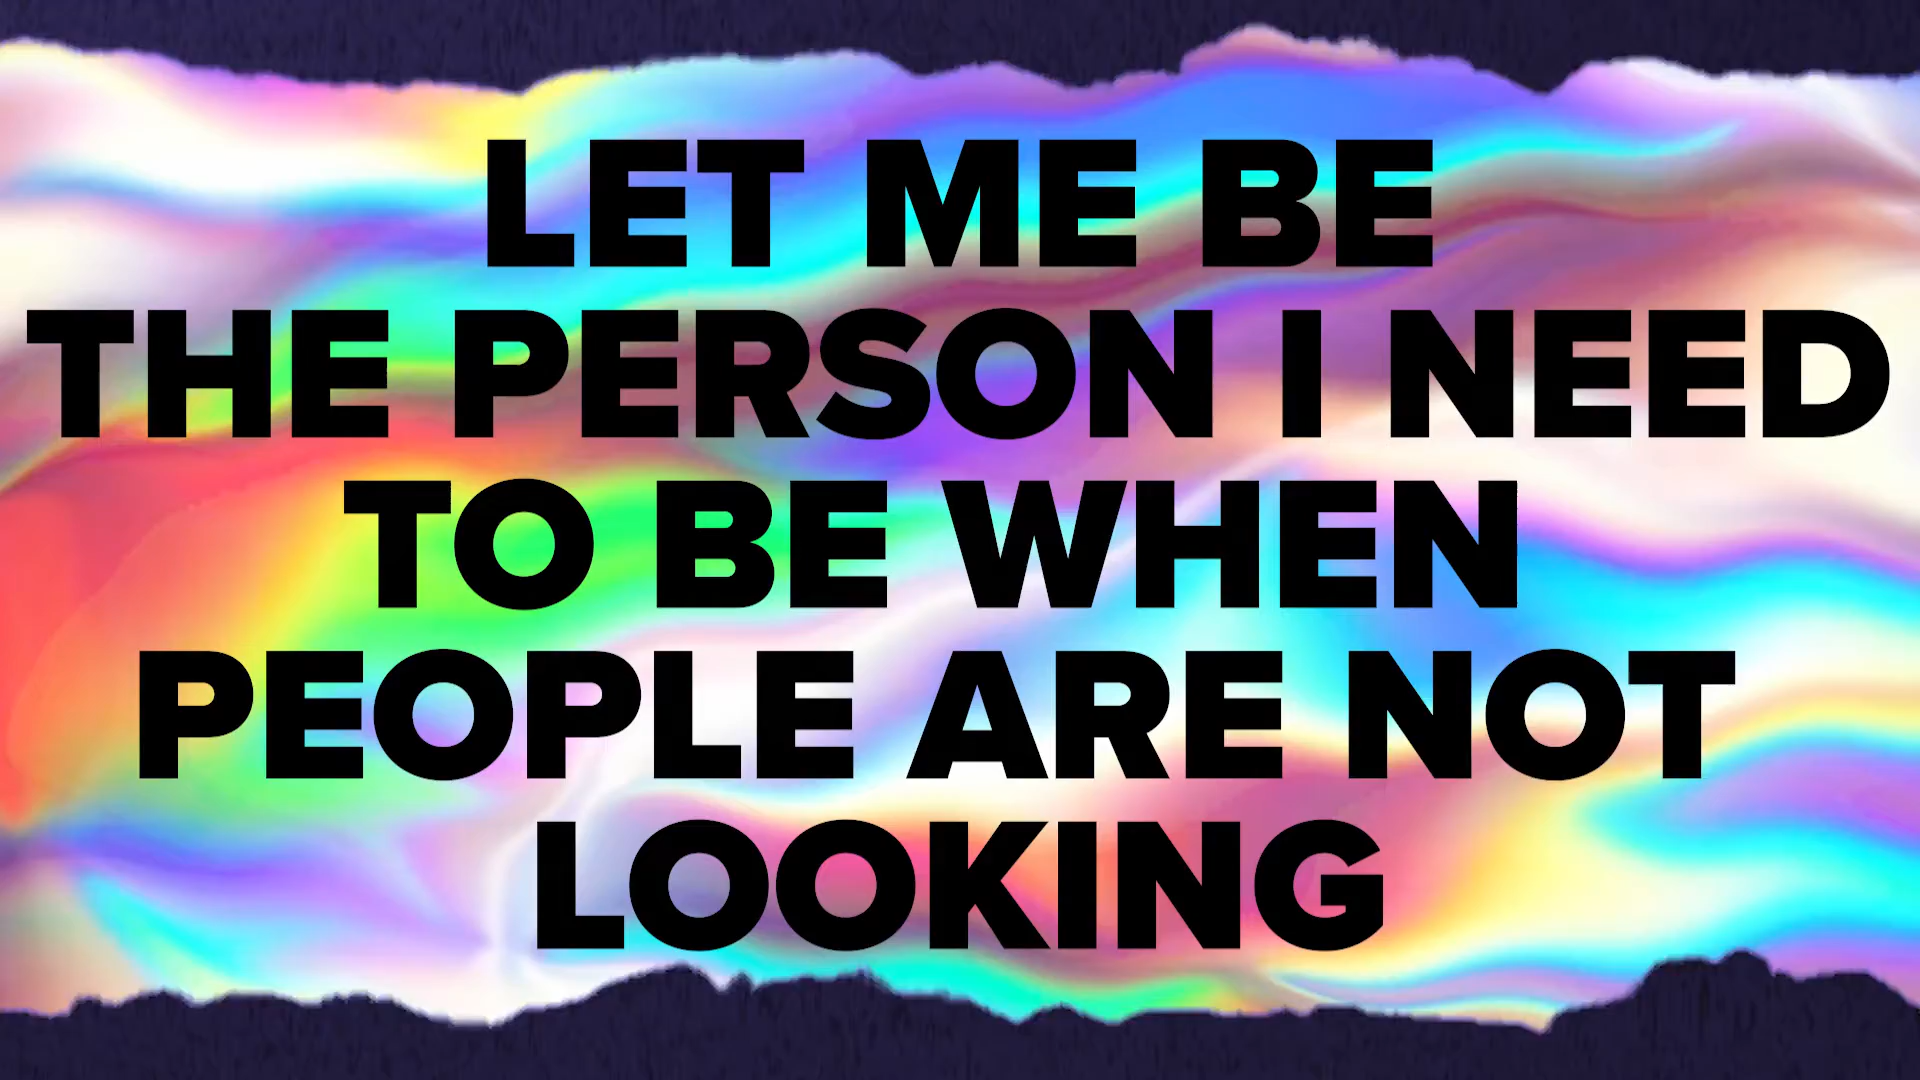 LET ME BE
THE PERSON I NEED
TO BE WHEN
PEOPLE ARE NOT
LOOKING